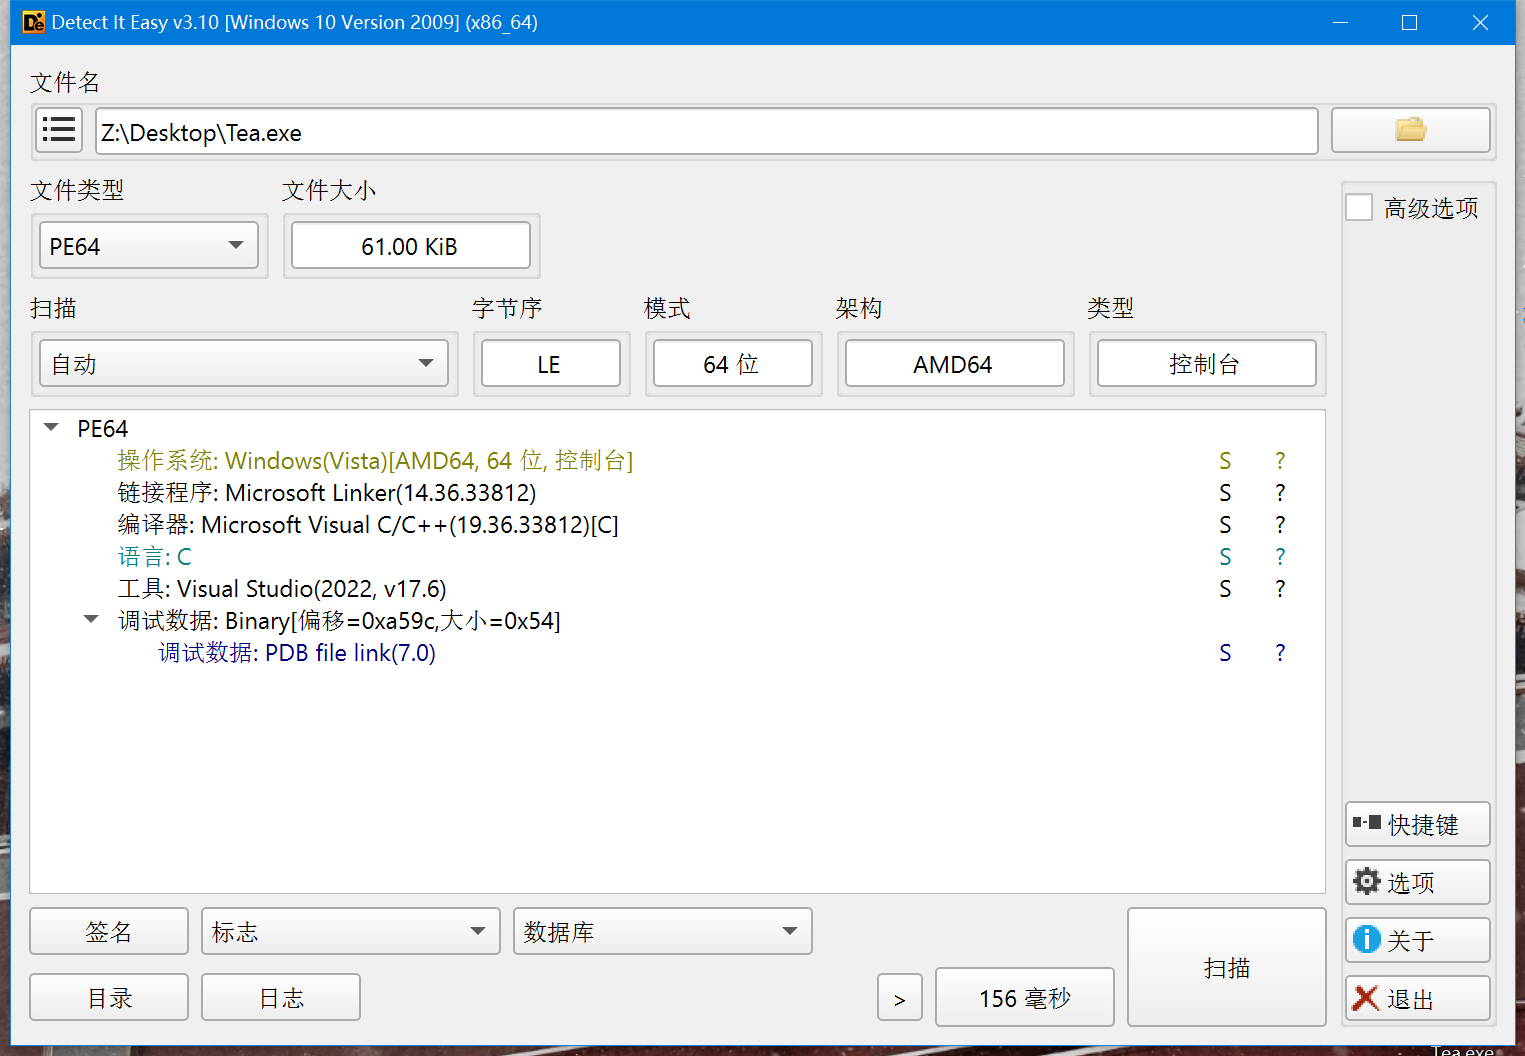 Detect It Easy v3.10 [Windows 10 Version 2009] (x86_64)
文件名
Z:\Desktop\Tea.exe
文件类型
文件大小
高级选项
PE64
61.00 KiB
扫描
字节序
模式
架构
类型
自动
LE
64 位
AMD64
控制台
PE64
操作系统: Windows(Vista)[AMD64, 64 位, 控制台] S ?
链接程序: Microsoft Linker(14.36.33812) S ?
编译器: Microsoft Visual C/C++(19.36.33812)[C] S ?
语言: C S ?
工具: Visual Studio(2022, v17.6) S ?
调试数据: Binary[偏移=0xa59c,大小=0x54]
调试数据: PDB file link(7.0) S ?
快捷键
选项
签名
标志
数据库
关于
扫描
目录
日志
>
156 毫秒
退出
Tea.exe